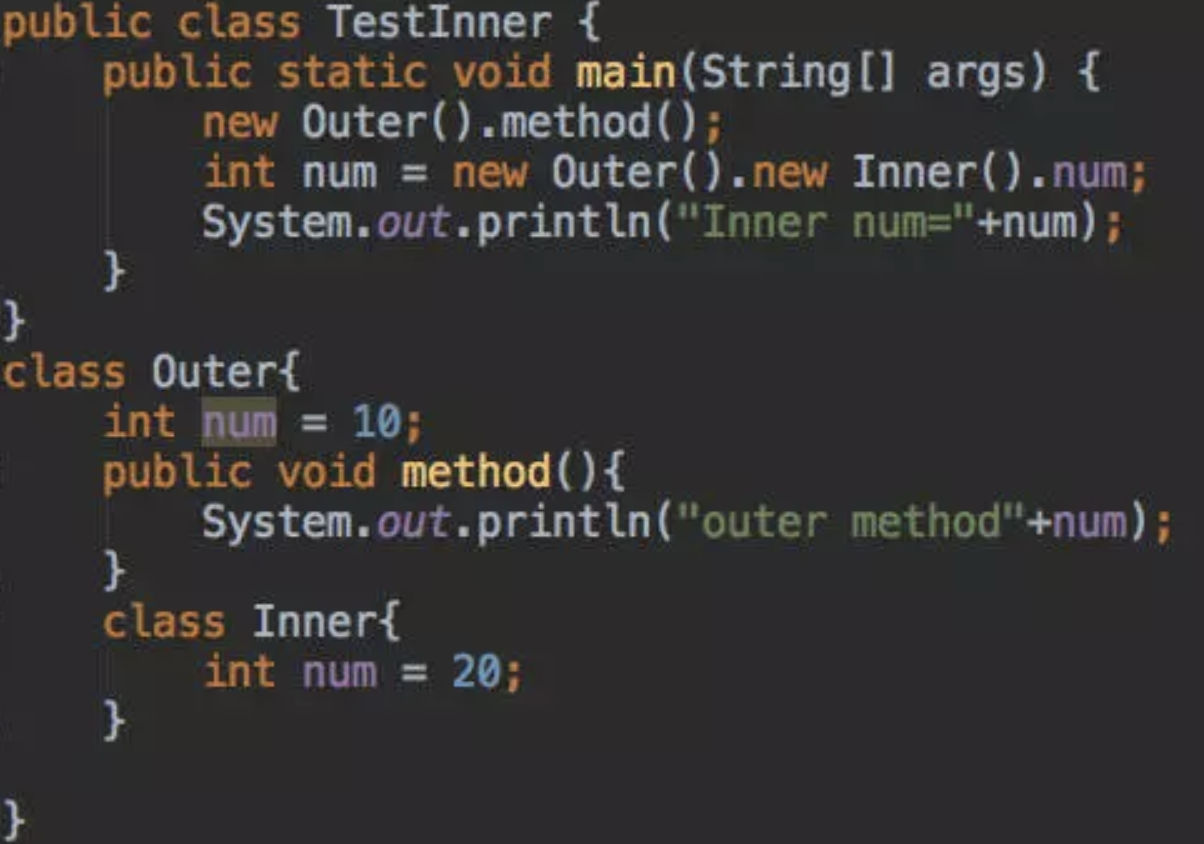 public class TestInner {
    public static void main(String[] args) {
        new Outer().method();
        int num = new Outer().new Inner().num;
        System.out.println("Inner num="+num);
    }
}
class Outer{
    int num = 10;
    public void method(){
        System.out.println("outer method"+num);
    }
    class Inner{
        int num = 20;
    }

}